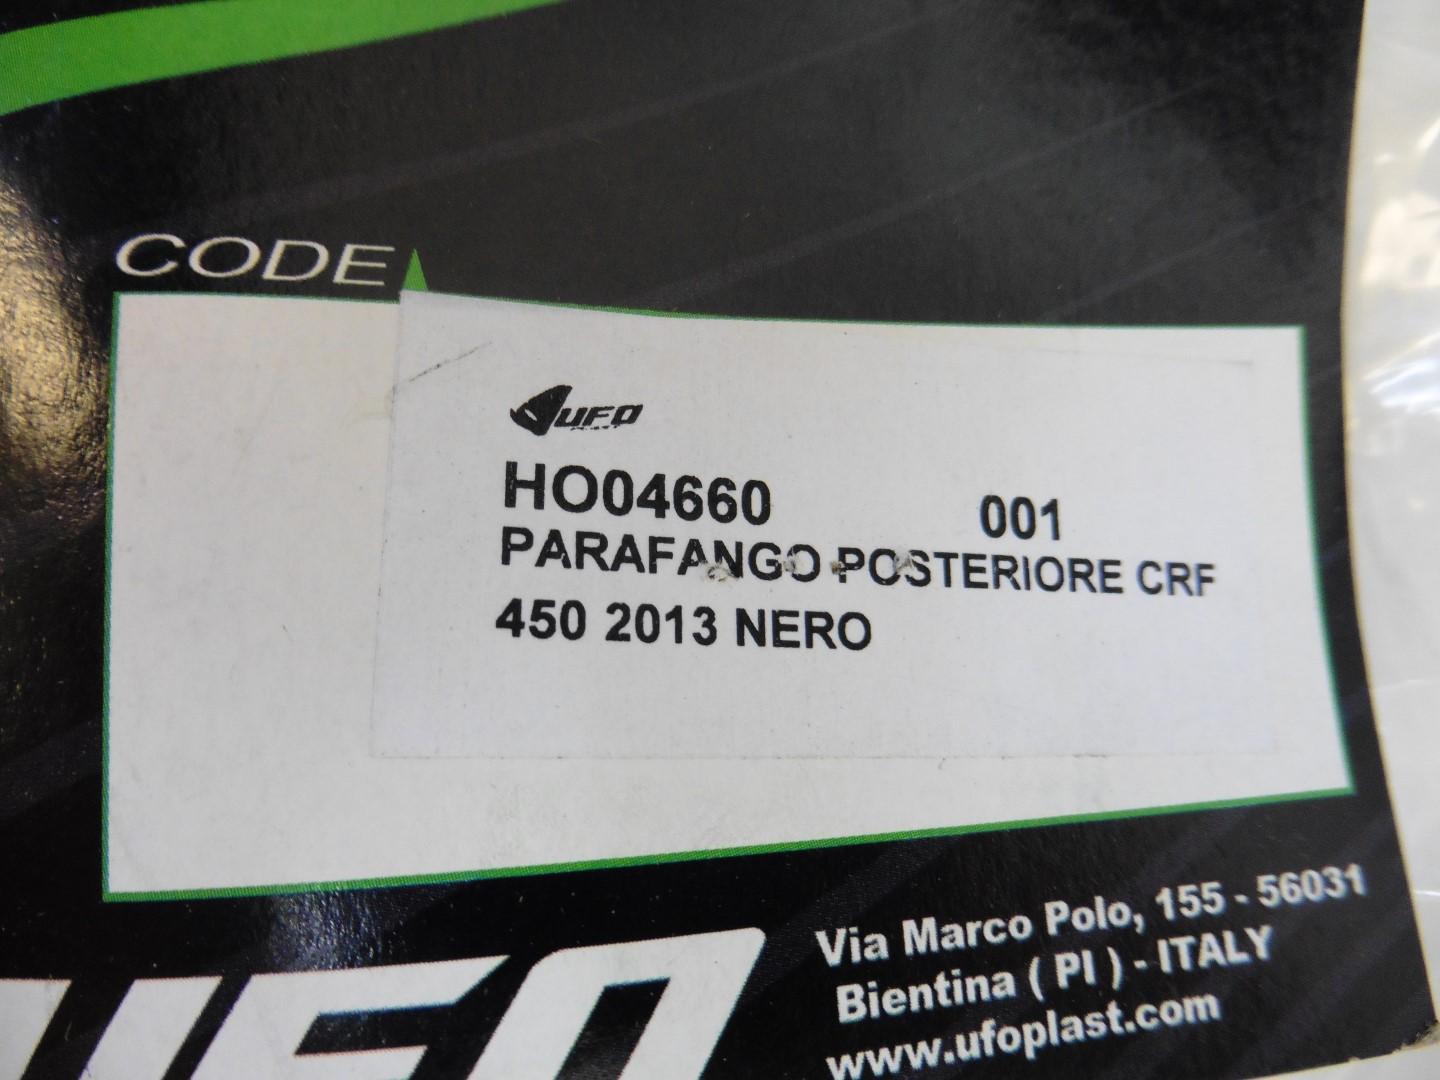 CODE
UFO
HO04660 001
PARAFANGO POSTERIORE CRF
450 2013 NERO
UFO
Via Marco Polo, 155 - 56031
Bientina ( PI ) - ITALY
www.ufoplast.com